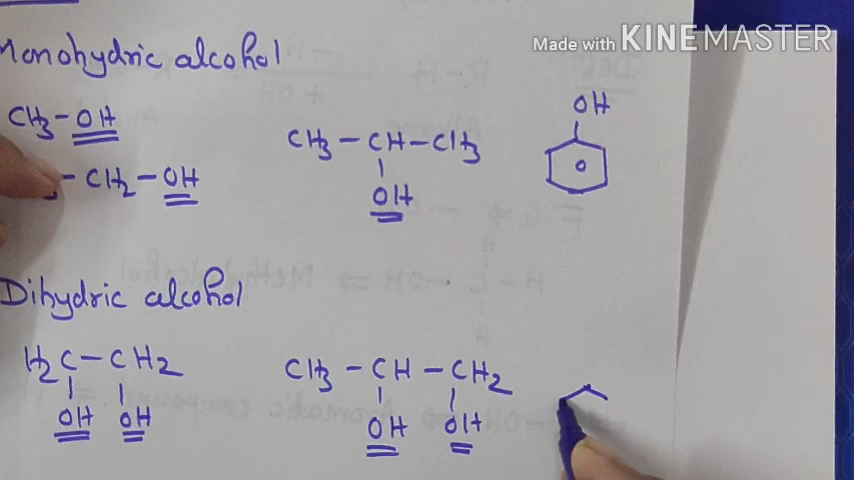 Made with KINEMASTER
Monohydric alcohol
CH3-OH
- CH2 - OH
CH3 - CH - CH3
OH
OH
Dihydric alcohol
H2C - CH2
OH OH
CH3 - CH - CH2
OH OH